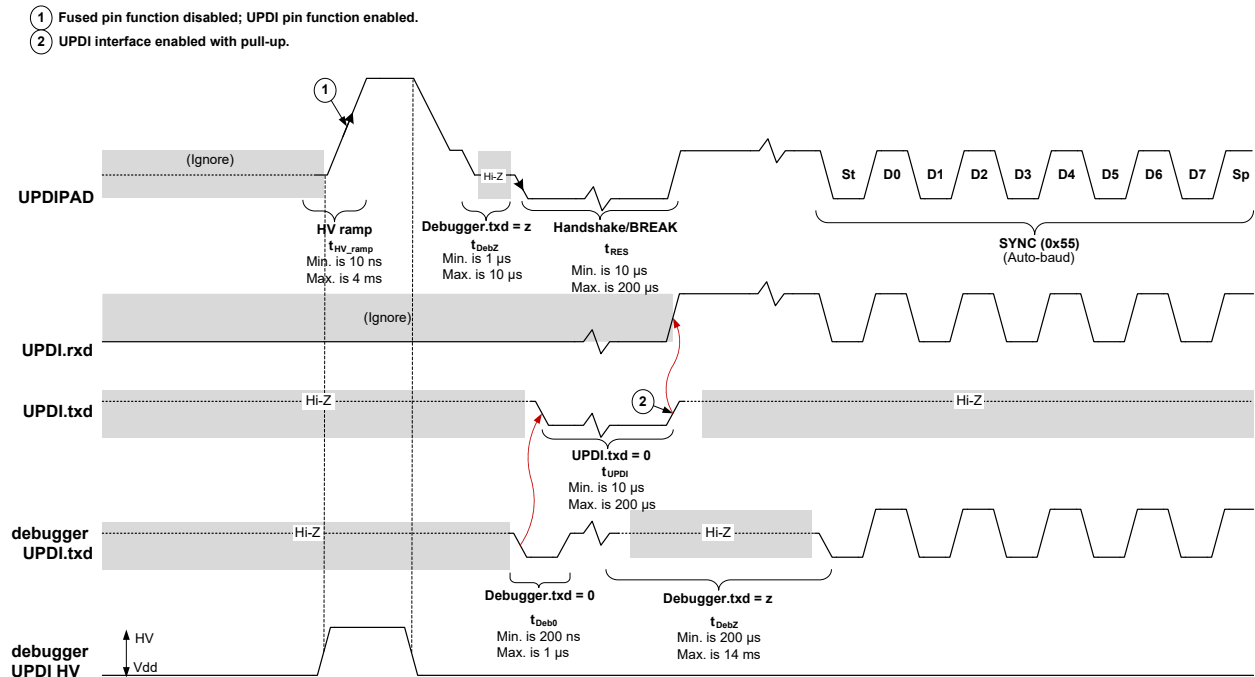 1 Fused pin function disabled; UPDI pin function enabled.
2 UPDI interface enabled with pull-up.
1
(Ignore)
Hi-Z
St D0 D1 D2 D3 D4 D5 D6 D7 Sp
UPDIPAD
HV ramp
tHV_ramp
Min. is 10 ns
Max. is 4 ms
Debugger.txd = z
tDebZ
Min. is 1 µs
Max. is 10 µs
Handshake/BREAK
tRES
Min. is 10 µs
Max. is 200 µs
SYNC (0x55)
(Auto-baud)
(Ignore)
UPDI.rxd
Hi-Z
2
Hi-Z
UPDI.txd
UPDI.txd = 0
tUPDI
Min. is 10 µs
Max. is 200 µs
Hi-Z
Hi-Z
debugger
UPDI.txd
Debugger.txd = 0
tDeb0
Min. is 200 ns
Max. is 1 µs
Debugger.txd = z
tDebZ
Min. is 200 µs
Max. is 14 ms
HV
Vdd
debugger
UPDI HV